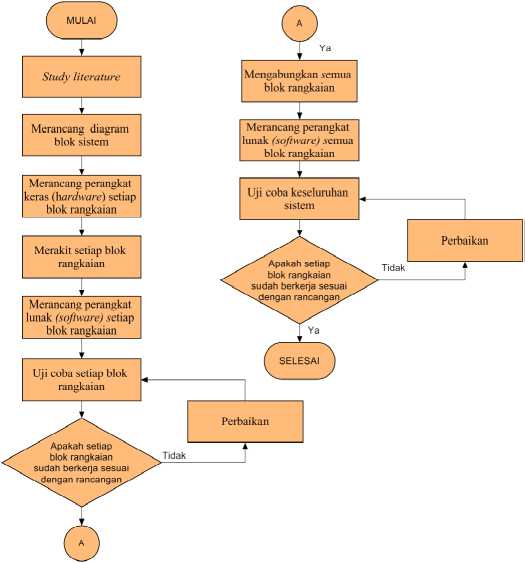 MULAI
Study literature
Merancang diagram
blok sistem
Merancang perangkat
keras (hardware) setiap
blok rangkaian
Merakit setiap blok
rangkaian
Merancang perangkat
lunak (software) setiap
blok rangkaian
Uji coba setiap blok
rangkaian
Perbaikan
Apakah setiap
blok rangkaian
sudah berkerja sesuai
dengan rancangan
Tidak
A
A
Ya
Mengabungkan semua
blok rangkaian
Merancang perangkat
lunak (software) semua
blok rangkaian
Uji coba keseluruhan
sistem
Perbaikan
Apakah setiap
blok rangkaian
sudah berkerja sesuai
dengan rancangan
Tidak
Ya
SELESAI